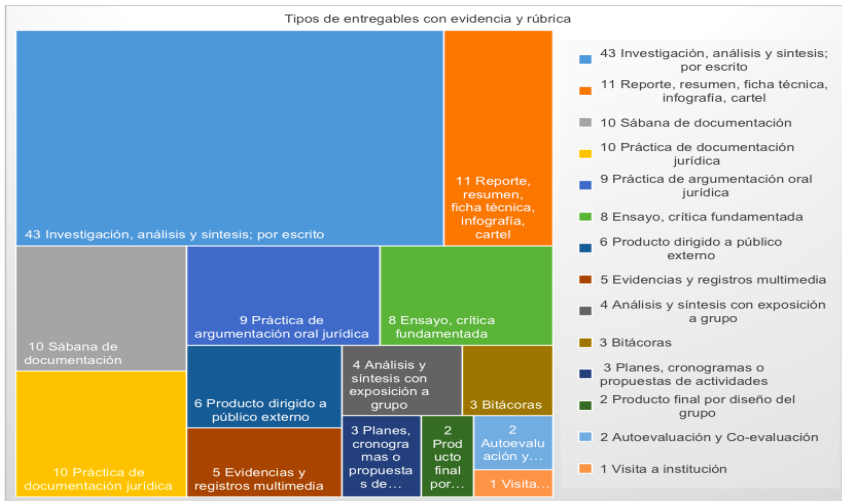 Tipos de entregables con evidencia y rúbrica
43 Investigación, análisis y sintesis; por escrito
11 Reporte,
resumen,
ficha técnica,
infografía,
cartel
10 Sábana de
documentación
9 Práctica de
argumentación oral jurídica
8 Ensayo, crítica
fundamentada
10 Práctica de
documentación jurídica
6 Producto dirigido a
público externo
5 Evidencias y
registros multimedia
4 Análisis y
síntesis con
exposición a
grupo
3 Bitácoras
3 Planes,
cronogra
mas o
propuestas
de...
2
Produ
cto
final
por...
2
Autoevalu
ación y...
1 Visita...
43 Investigación, análisis y sintesis;
por escrito
11 Reporte, resumen, ficha técnica,
infografía, cartel
10 Sábana de documentación
10 Práctica de documentación
jurídica
9 Práctica de argumentación oral
jurídica
8 Ensayo, crítica fundamentada
6 Producto dirigido a público
externo
5 Evidencias y registros multimedia
4 Análisis y síntesis con exposición
a grupo
3 Bitácoras
3 Planes, cronogramas o
propuestas de actividades
2 Producto final por diseño del
grupo
2 Autoevaluación y Co-evaluación
1 Visita a institución